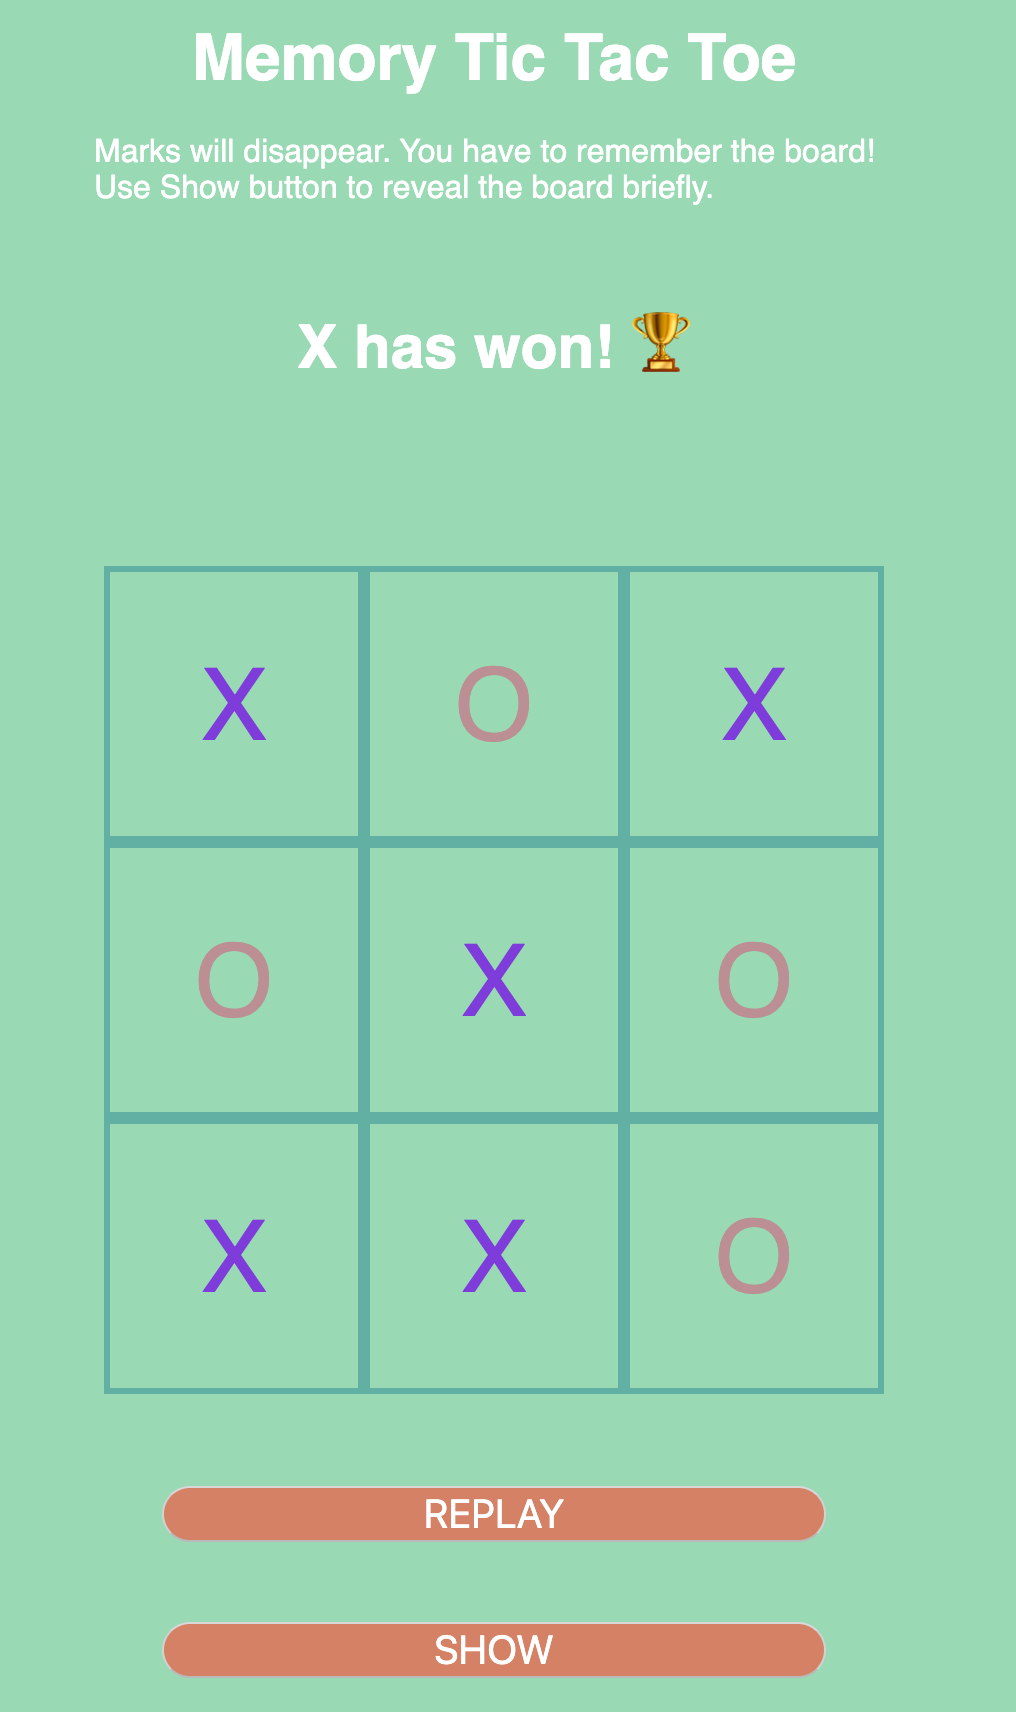 Memory Tic Tac Toe
Marks will disappear. You have to remember the board!
Use Show button to reveal the board briefly.
X has won! 🏆
X O X
O X O
X X O
REPLAY
SHOW